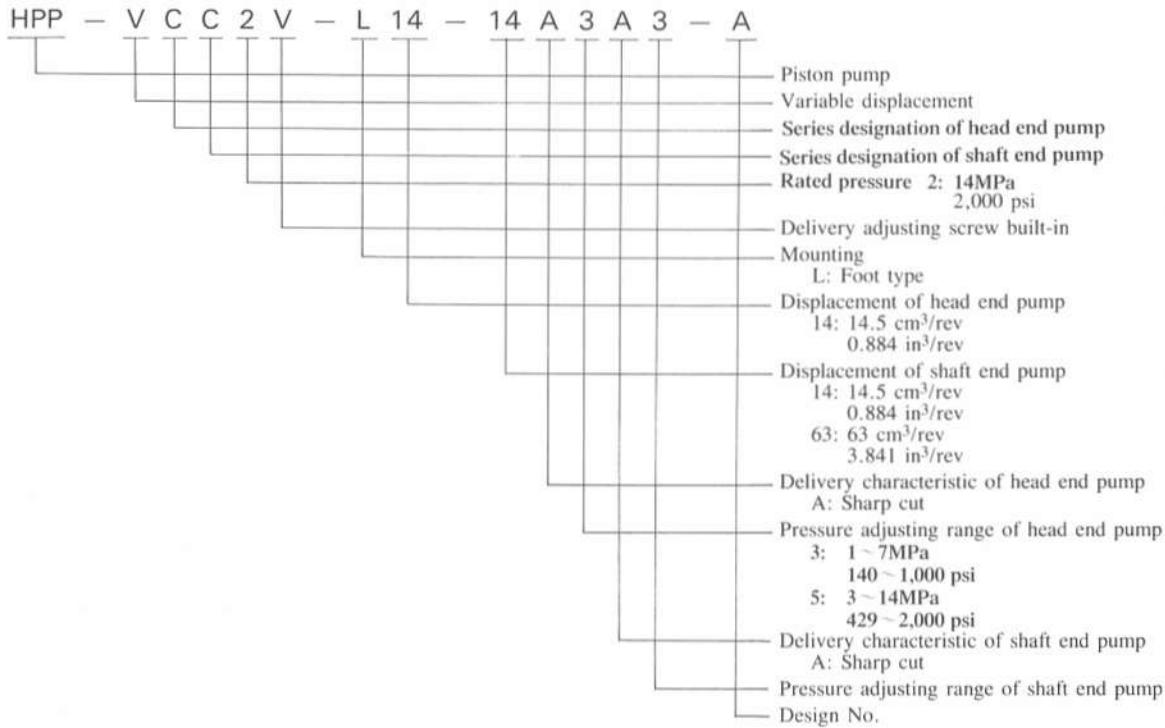 HPP – V C C 2 V – L 14 – 14 A 3 A 3 – A
Piston pump
Variable displacement
Series designation of head end pump
Series designation of shaft end pump
Rated pressure 2: 14MPa
2,000 psi
Delivery adjusting screw built-in
Mounting
L: Foot type
Displacement of head end pump
14: 14.5 cm³/rev
0.884 in³/rev
Displacement of shaft end pump
14: 14.5 cm³/rev
0.884 in³/rev
63: 63 cm³/rev
3.841 in³/rev
Delivery characteristic of head end pump
A: Sharp cut
Pressure adjusting range of head end pump
3: 1 ~ 7MPa
140 ~ 1,000 psi
5: 3 ~ 14MPa
429 ~ 2,000 psi
Delivery characteristic of shaft end pump
A: Sharp cut
Pressure adjusting range of shaft end pump
Design No.